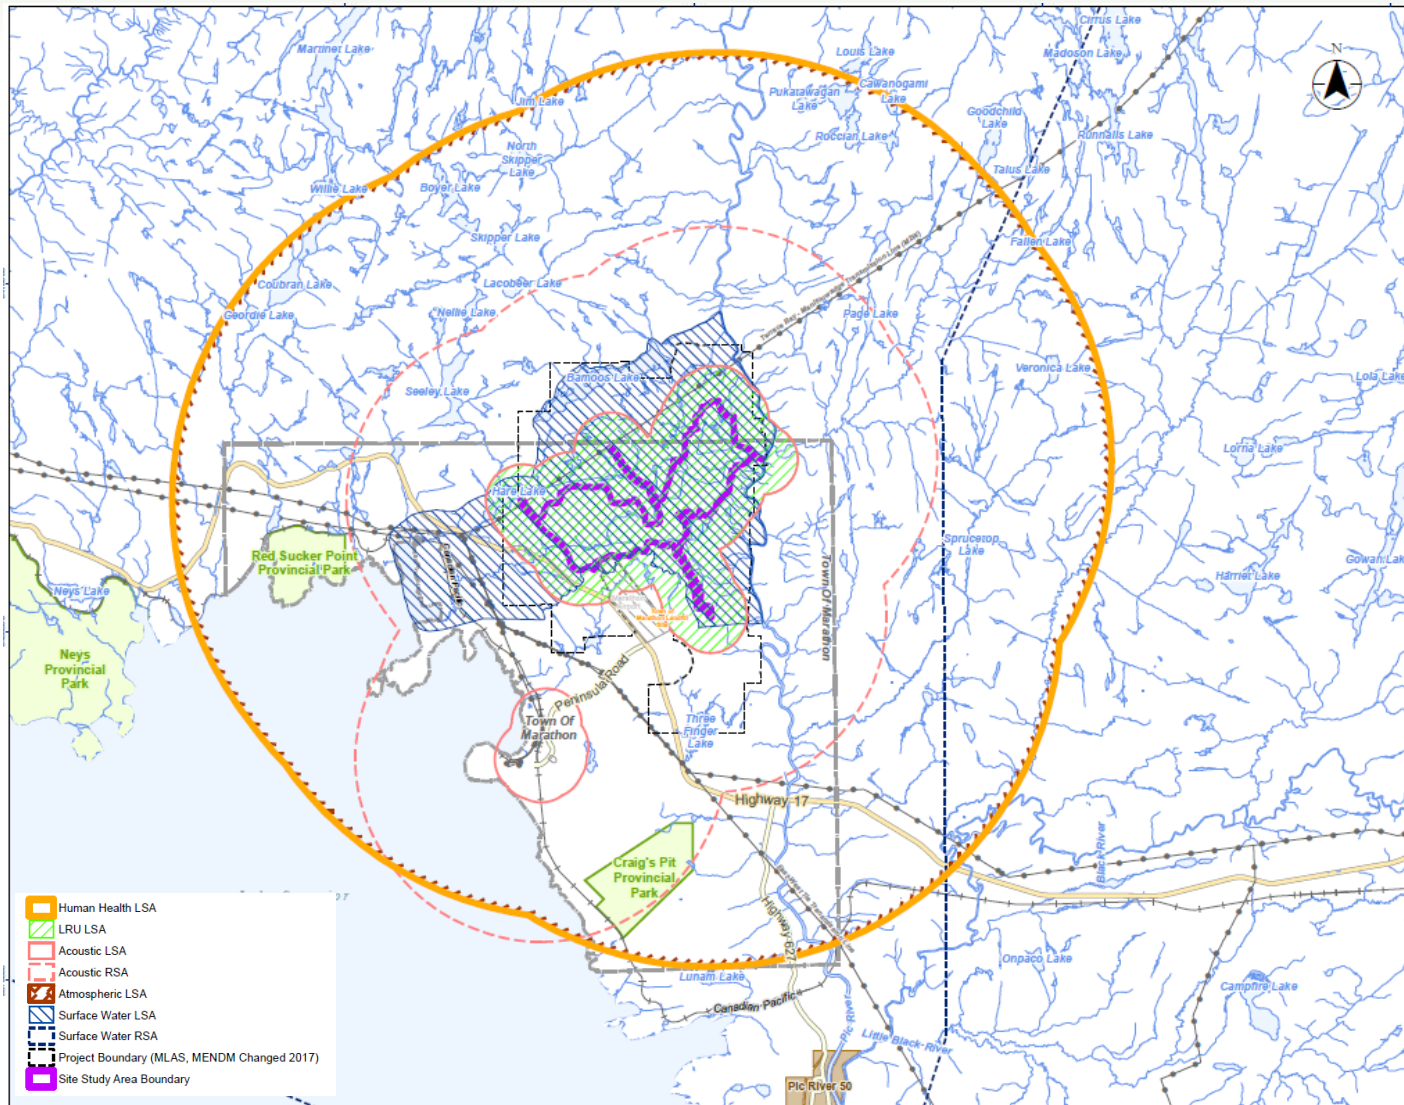 Cirrus Lake
Martinet Lake
Louis Lake
Madoson Lake
N
Pukatawagan
Lake
Cawanogami
Lake
Jim Lake
Goodchild
Lake
Roccian Lake
Runnalls Lake
North
Skipper
Lake
Talus Lake
Willie Lake
Boyer Lake
Skipper Lake
Fallen Lake
Coubran Lake
Lacobeer Lake
Geordie Lake
Nellie Lake
Page Lake
Veronica Lake
Lola Lake
Bamoos Lake
Seeley Lake
Lorna Lake
Hare Lake
Sprucetop
Lake
Red Sucker Point
Provincial Park
Gowan Lak
Harriet Lake
Neys Lake
Town Of Marathon
Neys
Provincial
Park
Peninsula Road
Town Of
Marathon
Three
Finger
Lake
Highway 17
Black River
Craig's Pit
Provincial
Park
Highway 627
Onpaco Lake
Lunam Lake
Campfire Lake
Canadian Pacific
Pic River
Little Black River
Pic River 50
Human Health LSA
LRU LSA
Acoustic LSA
Acoustic RSA
Atmospheric LSA
Surface Water LSA
Surface Water RSA
Project Boundary (MLAS, MENDM Changed 2017)
Site Study Area Boundary